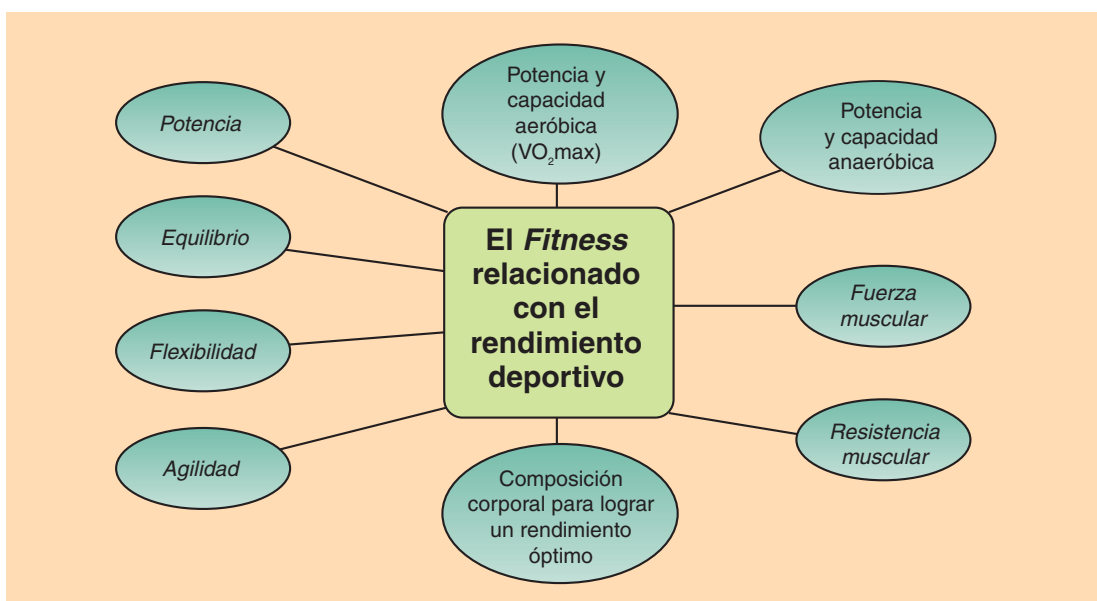 Potencia y
capacidad
aeróbica
(VO₂max)
Potencia
y capacidad
anaeróbica
Potencia
Equilibrio
Flexibilidad
Agilidad
El Fitness
relacionado
con el
rendimiento
deportivo
Fuerza
muscular
Resistencia
muscular
Composición
corporal para lograr
un rendimiento
óptimo